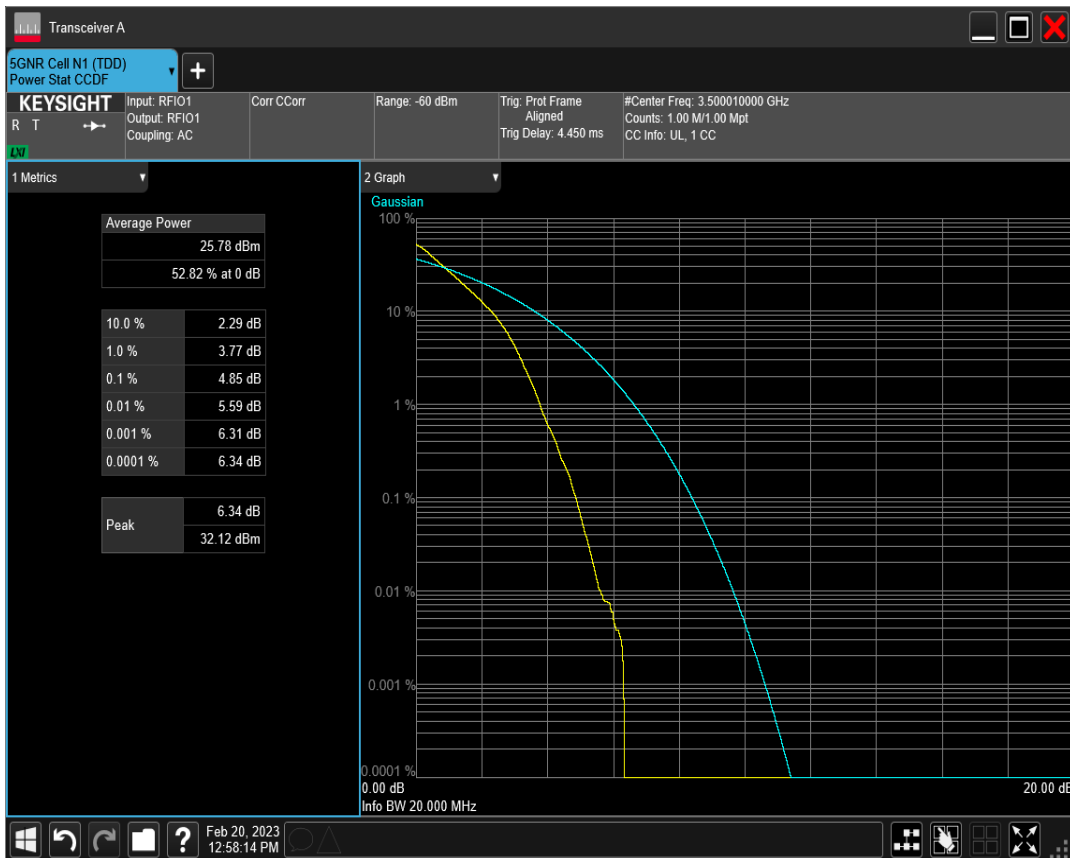 Transceiver A
5GNR Cell N1 (TDD)
Power Stat CCDF
KEYSIGHT
R T
LXI
Input: RFIO1
Output: RFIO1
Coupling: AC
Corr CCorr
Range: -60 dBm
Trig: Prot Frame
Aligned
Trig Delay: 4.450 ms
#Center Freq: 3.500010000 GHz
Counts: 1.00 M/1.00 Mpt
CC Info: UL, 1 CC
1 Metrics
Average Power
25.78 dBm
52.82 % at 0 dB
10.0 % 2.29 dB
1.0 % 3.77 dB
0.1 % 4.85 dB
0.01 % 5.59 dB
0.001 % 6.31 dB
0.0001 % 6.34 dB
Peak 6.34 dB
32.12 dBm
2 Graph
Gaussian
100 %
10 %
1 %
0.1 %
0.01 %
0.001 %
0.0001 %
0.00 dB 20.00 dB
Info BW 20.000 MHz
?
Feb 20, 2023
12:58:14 PM